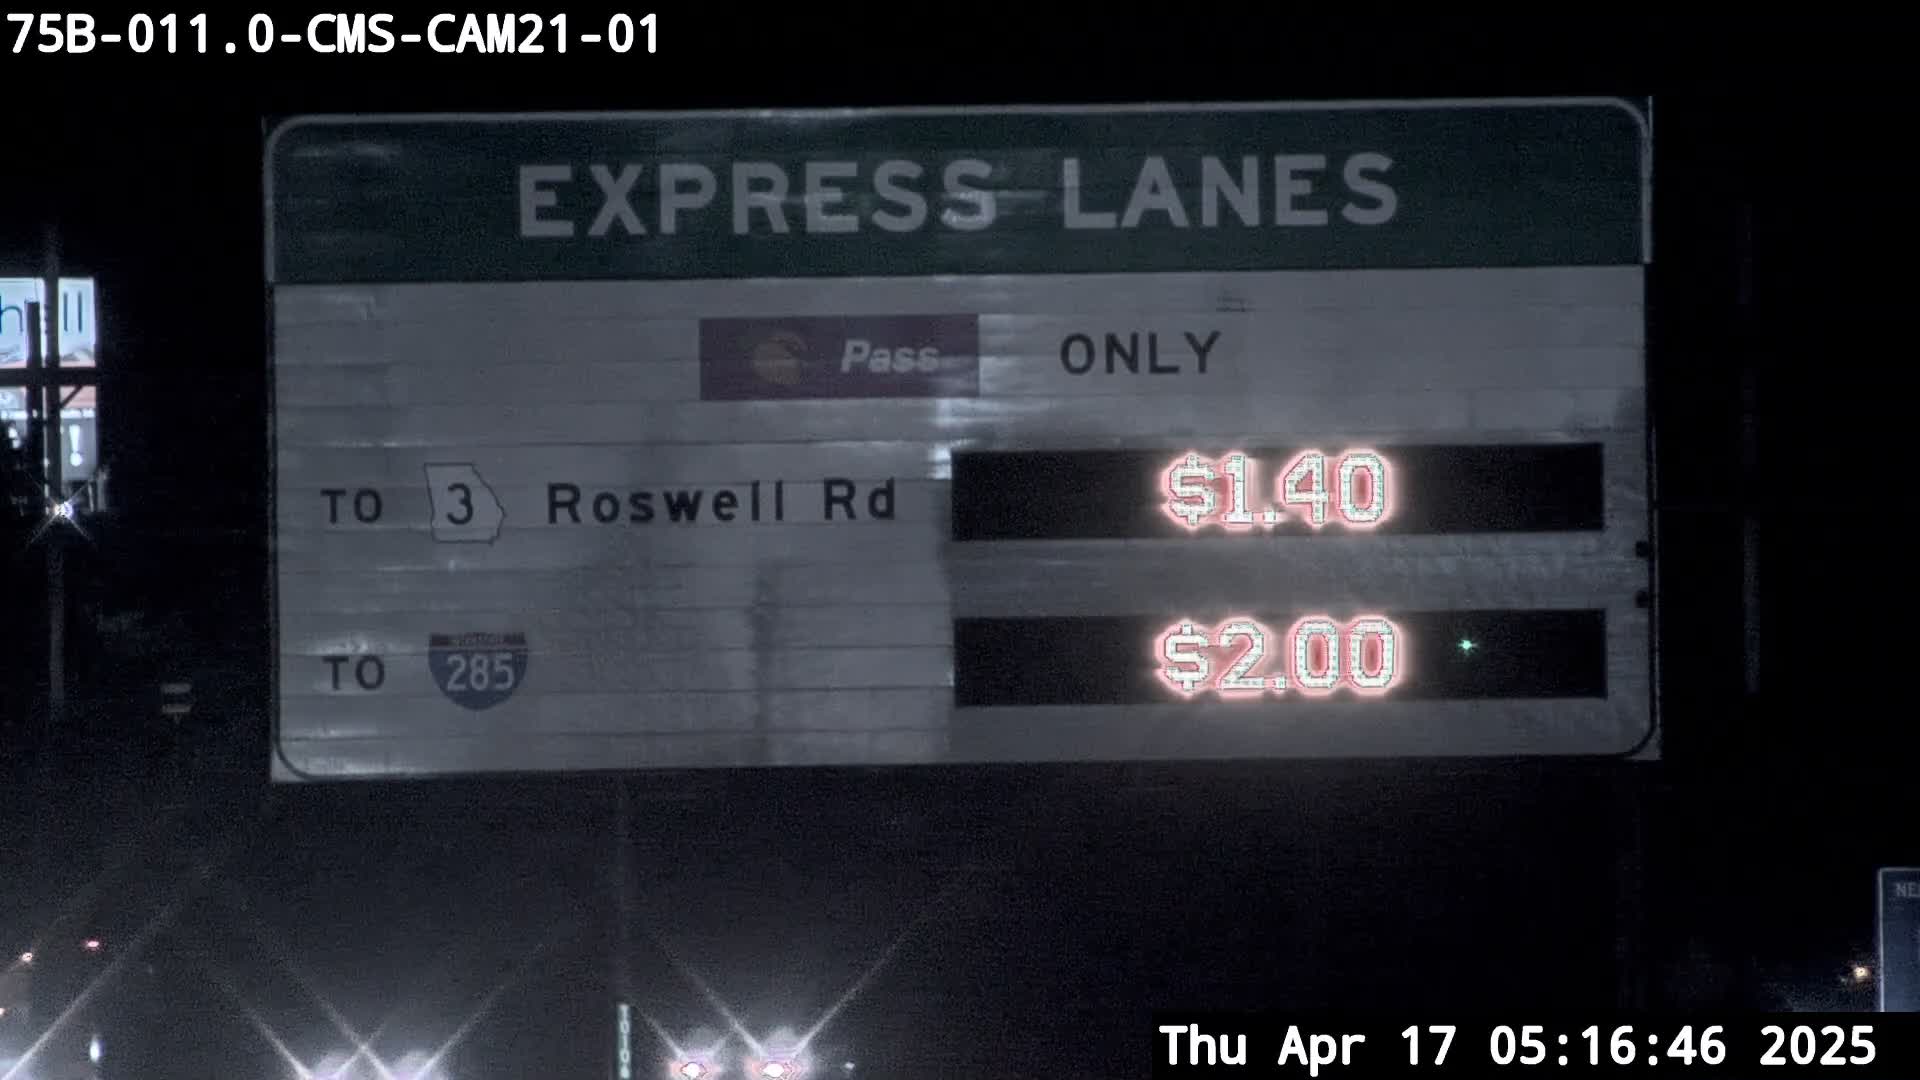 75B-011.0-CMS-CAM21-01
EXPRESS LANES
Pass ONLY
TO 3 Roswell Rd $1.40
TO 285 $2.00
Thu Apr 17 05:16:46 2025